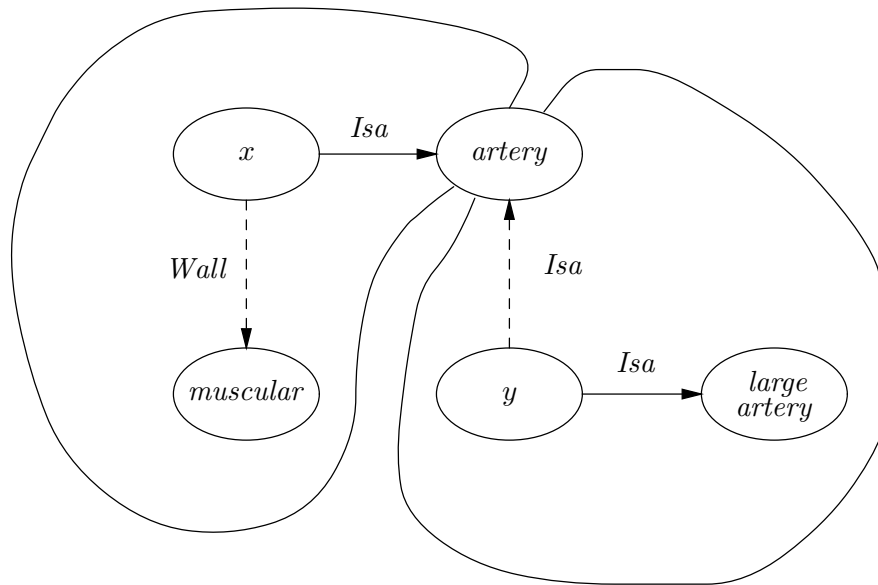 Isa
x
artery
Wall
Isa
muscular
y
Isa
large
artery